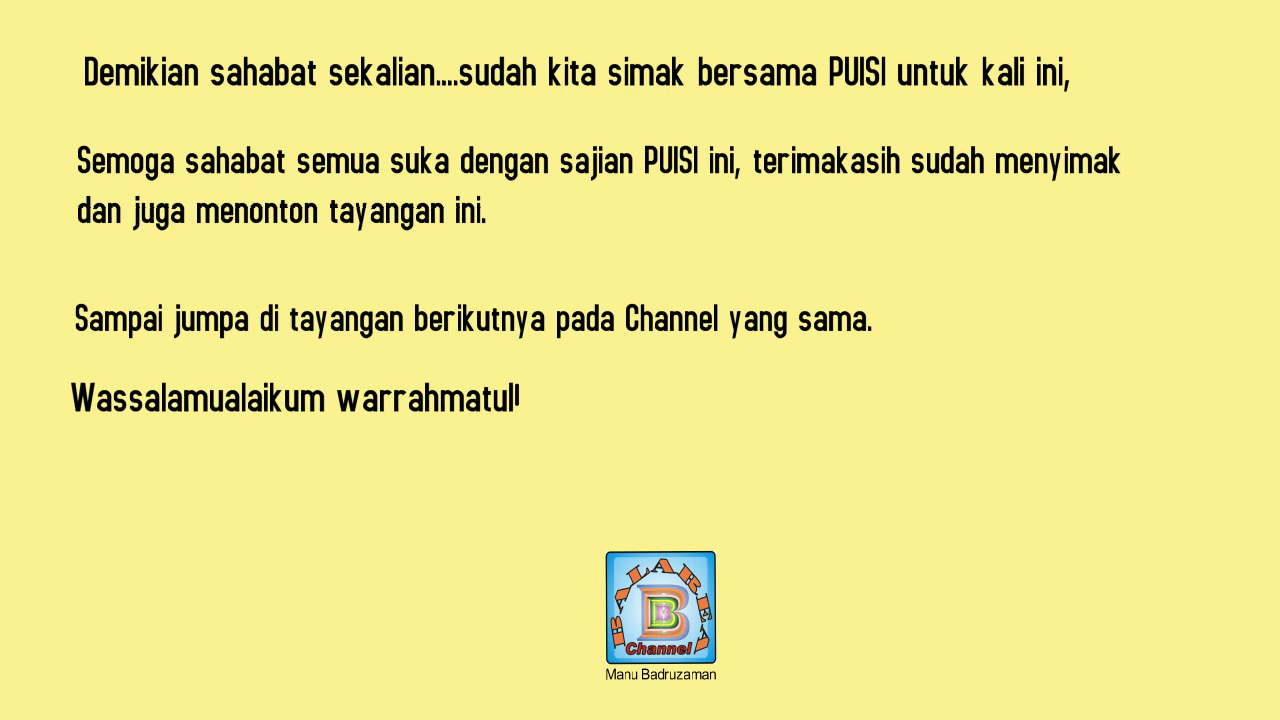 Demikian sahabat sekalian....sudah kita simak bersama PUISI untuk kali ini,
Semoga sahabat semua suka dengan sajian PUISI ini, terimakasih sudah menyimak
dan juga menonton tayangan ini.
Sampai jumpa di tayangan berikutnya pada Channel yang sama.
Wassalamualaikum warrahmatul
BALAREA
B
Channel
Manu Badruzaman